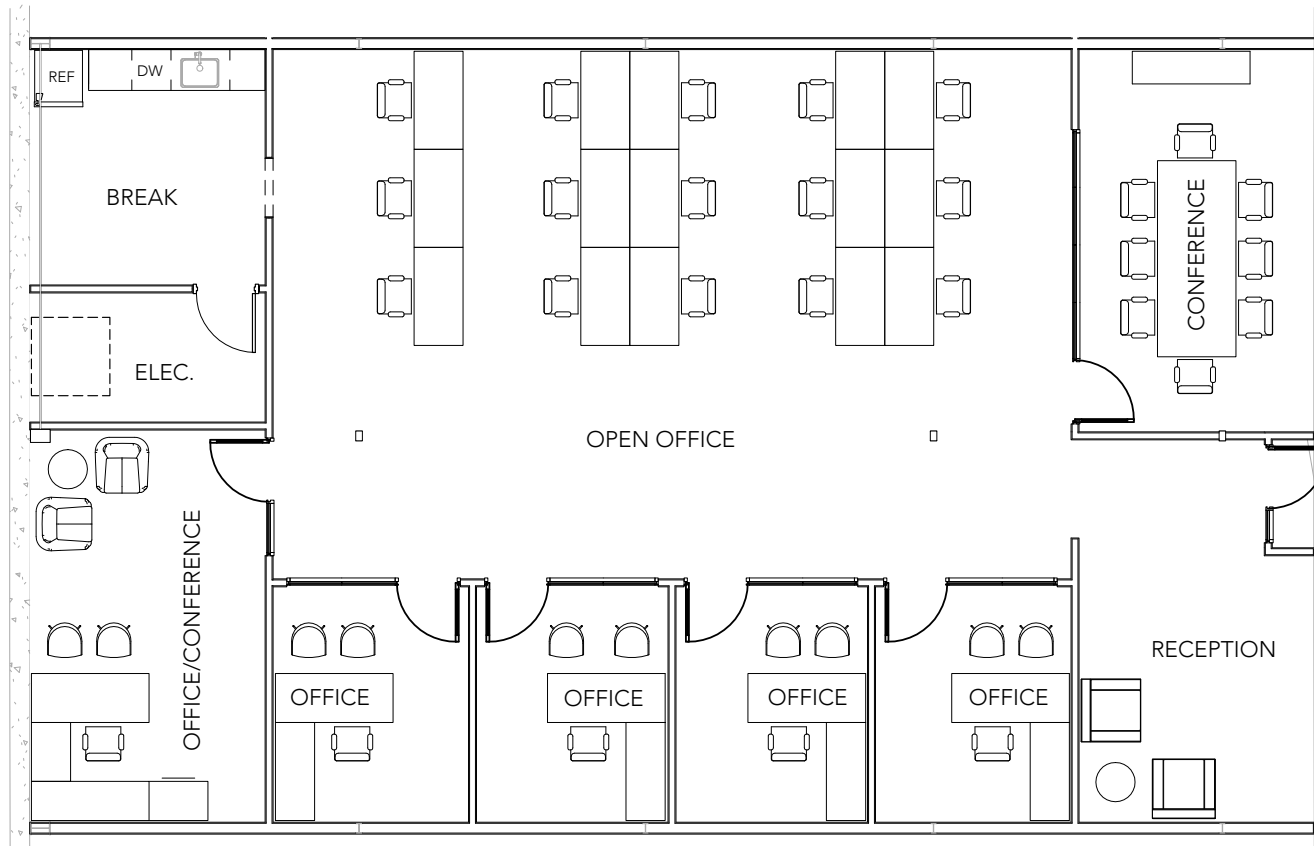 REF
DW
BREAK
CONFERENCE
ELEC.
OPEN OFFICE
OFFICE/CONFERENCE
RECEPTION
OFFICE
OFFICE
OFFICE
OFFICE